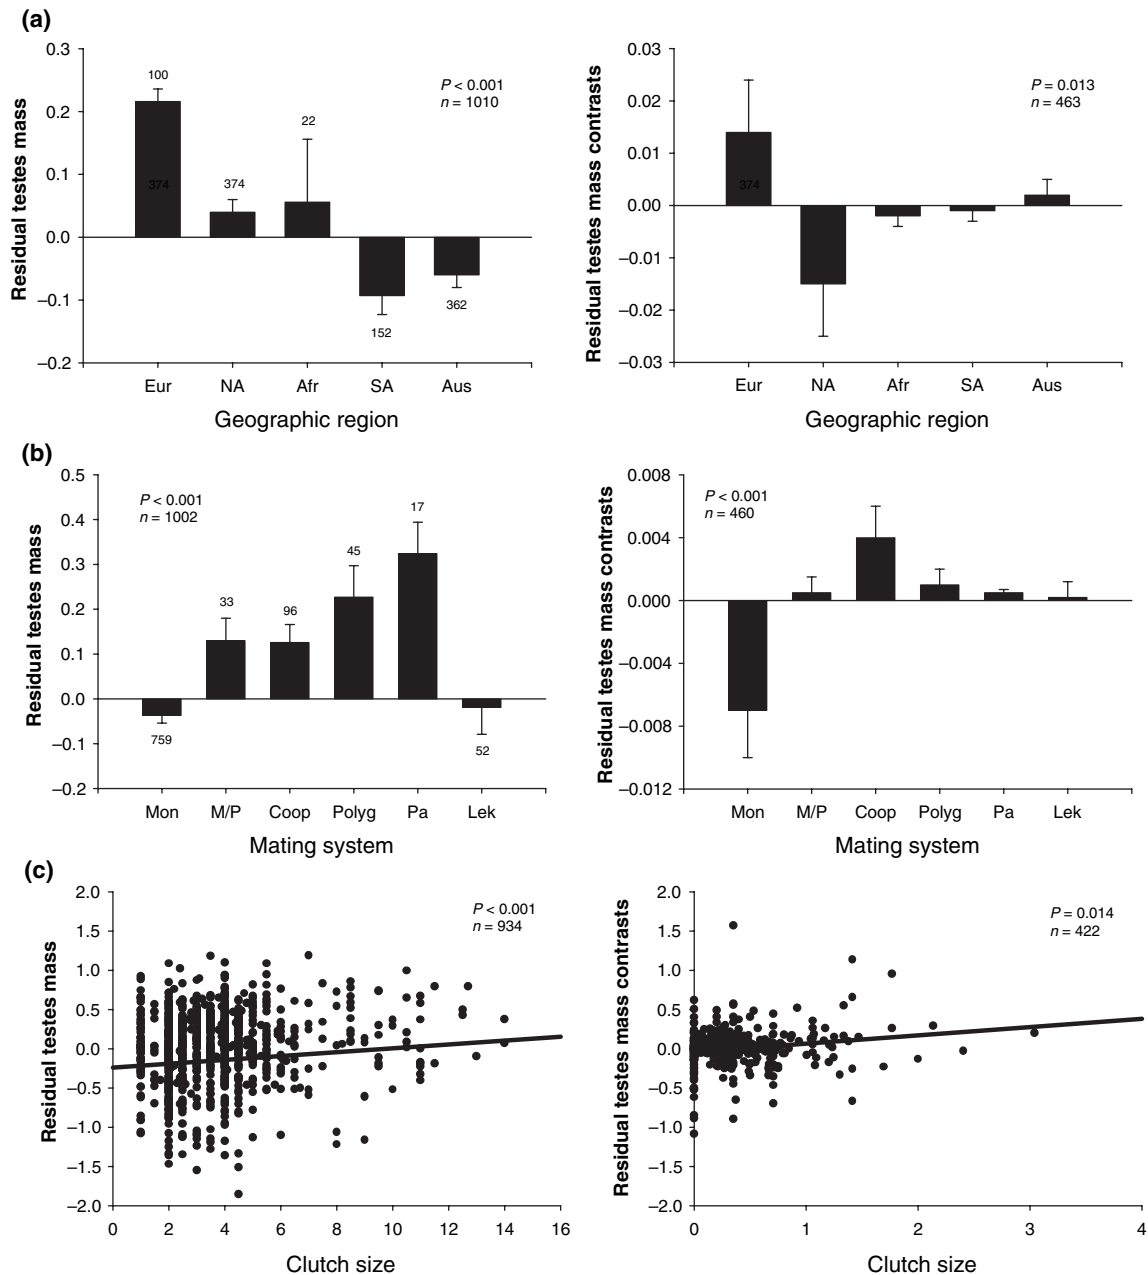 (a)
0.3
0.2
0.1
0.0
–0.1
–0.2
Residual testes mass
100
374
374
22
152
362
P < 0.001
n = 1010
Eur NA Afr SA Aus
Geographic region
0.03
0.02
0.01
0.00
–0.01
–0.02
–0.03
Residual testes mass contrasts
374
P = 0.013
n = 463
Eur NA Afr SA Aus
Geographic region
(b)
0.5
0.4
0.3
0.2
0.1
0.0
–0.1
–0.2
Residual testes mass
P < 0.001
n = 1002
759
33
96
45
17
52
Mon M/P Coop Polyg Pa Lek
Mating system
0.008
0.004
0.000
–0.004
–0.008
–0.012
Residual testes mass contrasts
P < 0.001
n = 460
Mon M/P Coop Polyg Pa Lek
Mating system
(c)
2.0
1.5
1.0
0.5
0.0
–0.5
–1.0
–1.5
–2.0
Residual testes mass
P < 0.001
n = 934
0 2 4 6 8 10 12 14 16
Clutch size
2.0
1.5
1.0
0.5
0.0
–0.5
–1.0
–1.5
–2.0
Residual testes mass contrasts
P = 0.014
n = 422
0 1 2 3 4
Clutch size